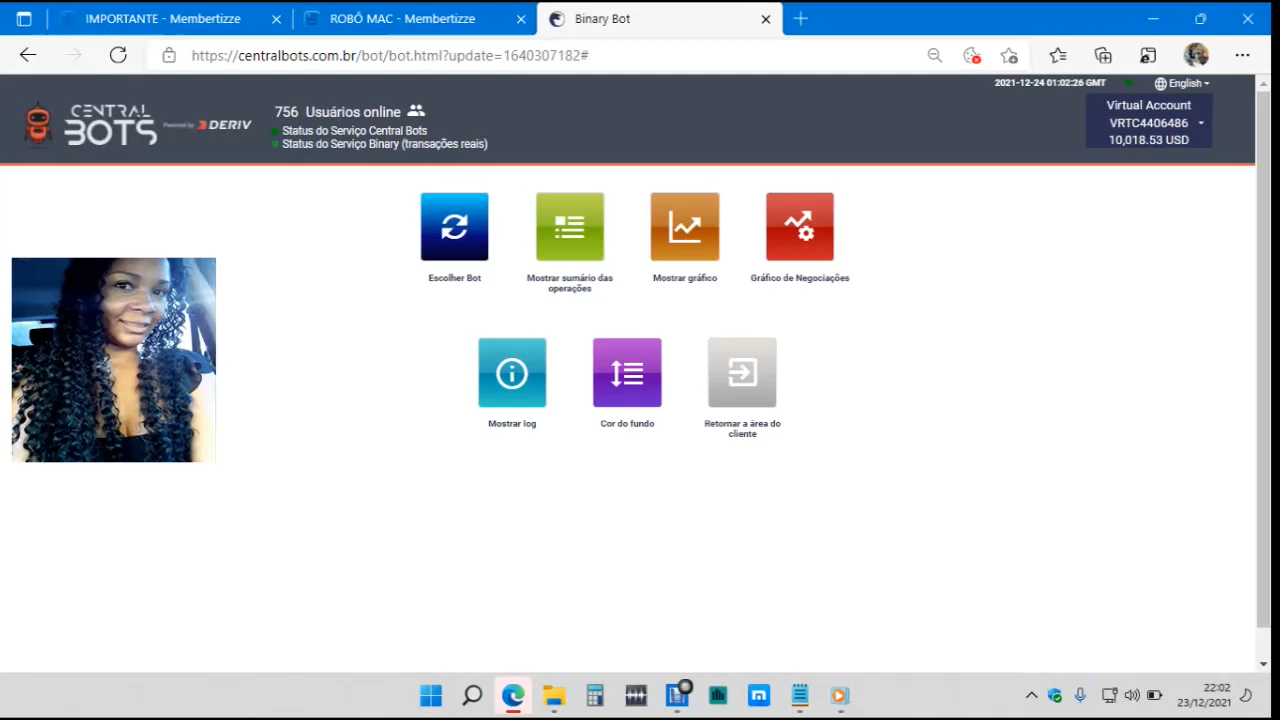 IMPORTANTE - Membertizze
ROBÔ MAC - Membertizze
Binary Bot
https://centralbots.com.br/bot/bot.html?update=1640307182#
2021-12-24 01:02:26 GMT
English
CENTRAL
BOTS
Powered by
DERIV
756 Usuários online
Status do Serviço Central Bots
Status do Serviço Binary (transações reais)
Virtual Account
VRTC4406486
10,018.53 USD
Escolher Bot
Mostrar sumário das
operações
Mostrar gráfico
Gráfico de Negociações
Mostrar log
Cor do fundo
Retornar a área do
cliente
22:02
23/12/2021